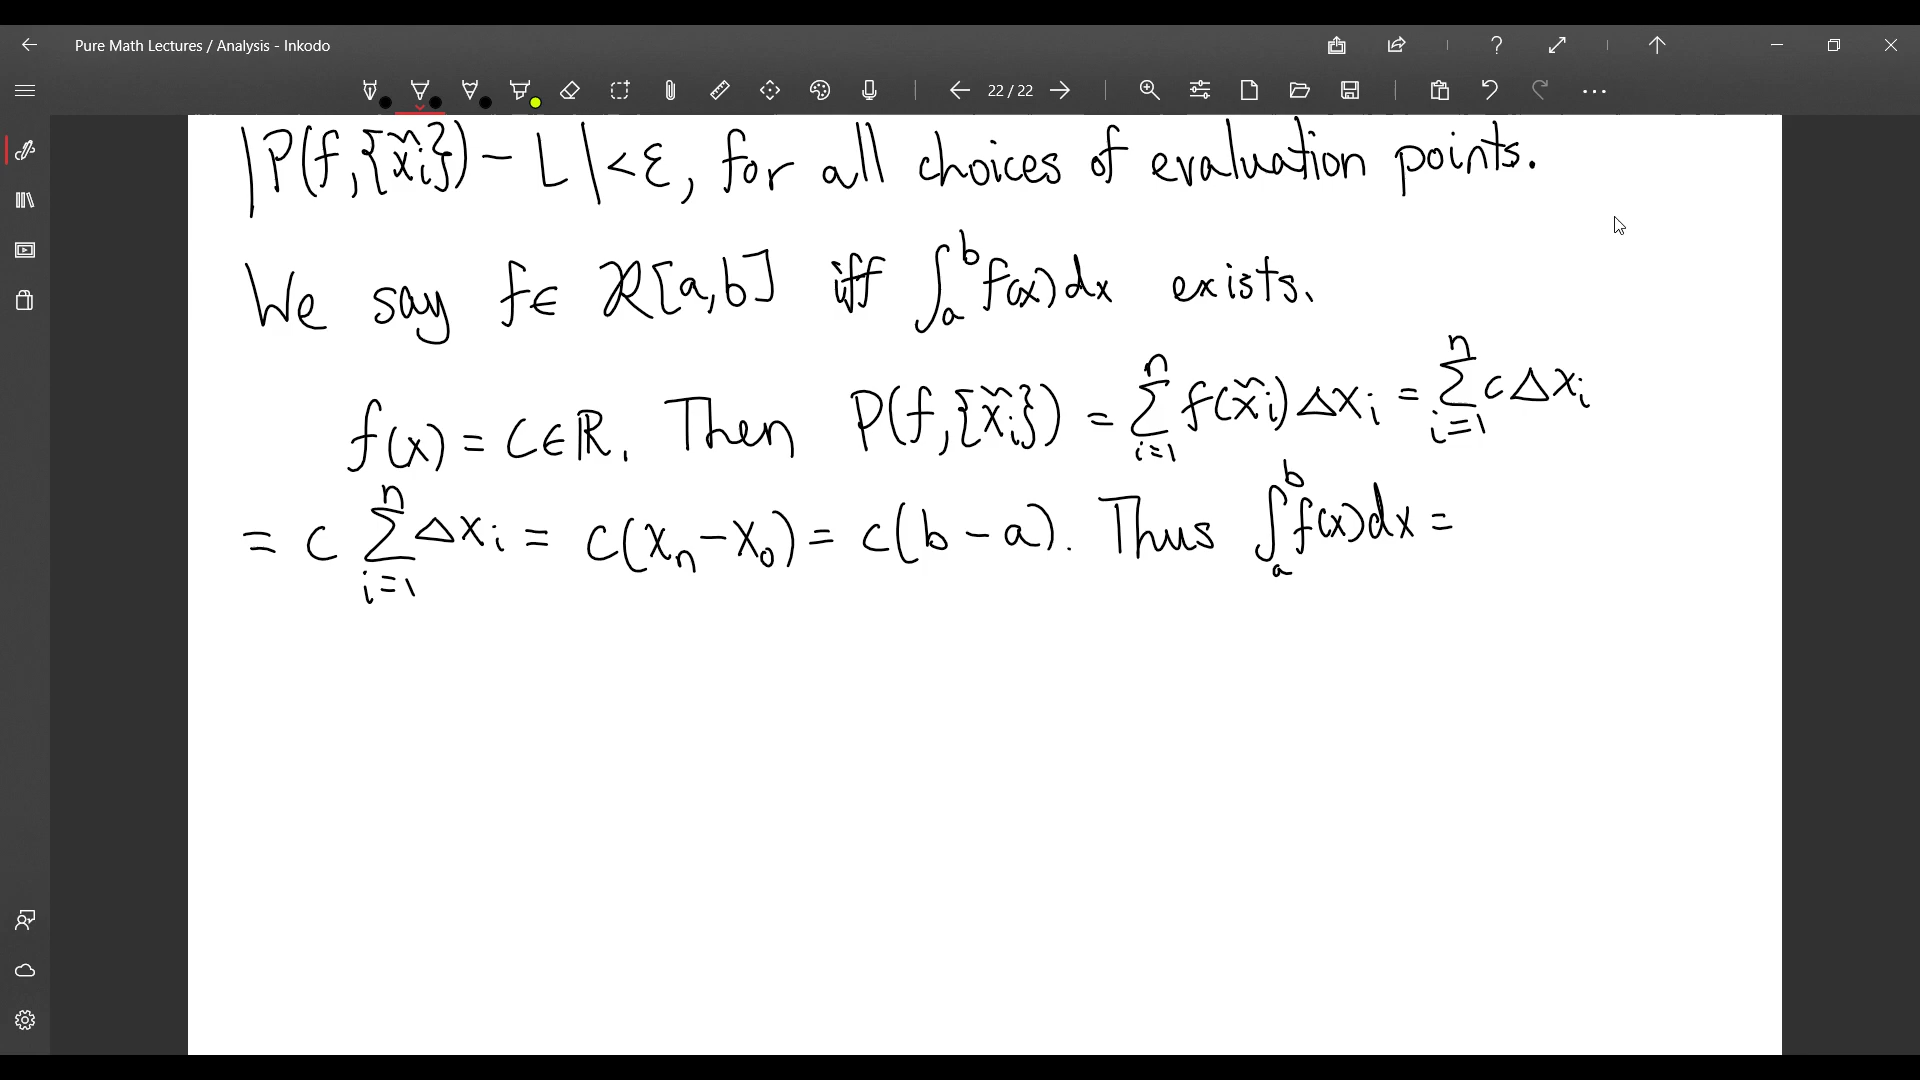 Pure Math Lectures / Analysis - Inkodo
22 / 22
|P(f,{x̃ᵢ}) - L| < ε, for all choices of evaluation points.
We say f ∈ ℛ[a,b] iff ∫ₐᵇ f(x)dx exists.
f(x) = c ∈ ℝ. Then P(f,{x̃ᵢ}) = ∑ᵢ₌₁ⁿ f(x̃ᵢ)Δxᵢ = ∑ᵢ₌₁ⁿ cΔxᵢ
= c ∑ᵢ₌₁ⁿ Δxᵢ = c(xₙ - x₀) = c(b - a). Thus ∫ₐᵇ f(x)dx =